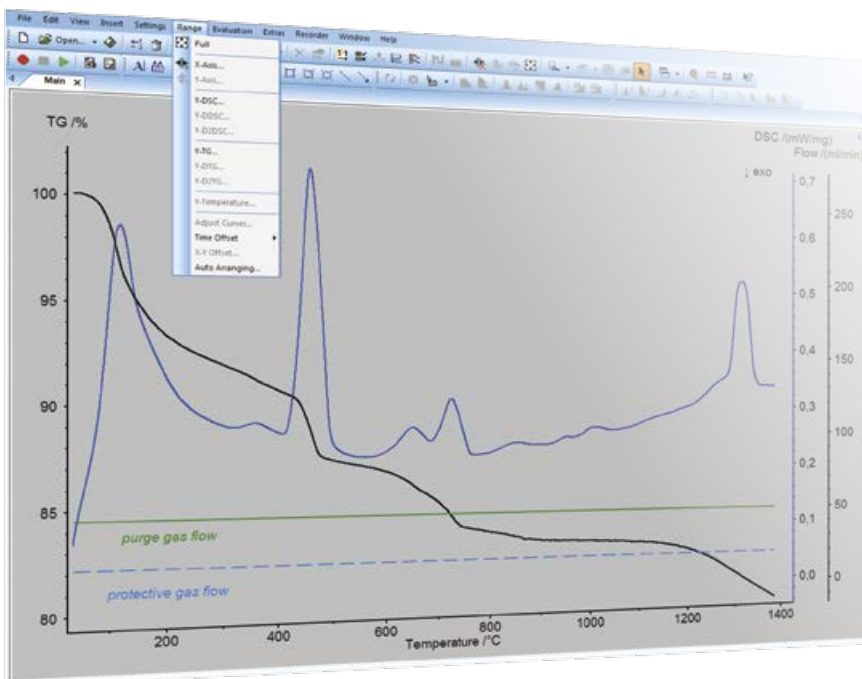 File Edit View Insert Settings Range Evaluation Extras Recorder Window Help
Open...
Full
X-Axis...
Y-Axis...
Y-DSC...
Y-DDSC...
Y-D2DSC...
Y-TG...
Y-DTG...
Y-D2TG...
Y-Temperature...
Adjust Curve...
Time Offset
X-Y Offset...
Auto Arranging...
Main
TG /%
DSC /(mW/mg)
Flow /(ml/min)
↓ exo
100
95
90
85
80
0,7
0,6
0,5
0,4
0,3
0,2
0,1
0,0
250
200
150
100
50
0
purge gas flow
protective gas flow
200 400 600 800 1000 1200 1400
Temperature /°C